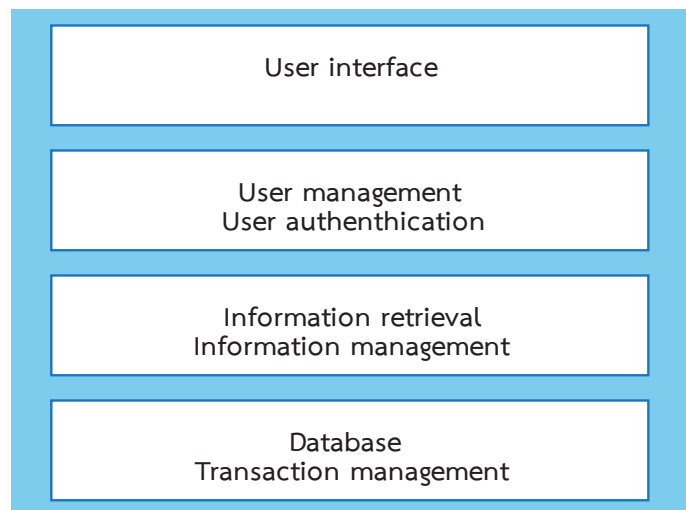 User interface
User management
User authenthication
Information retrieval
Information management
Database
Transaction management